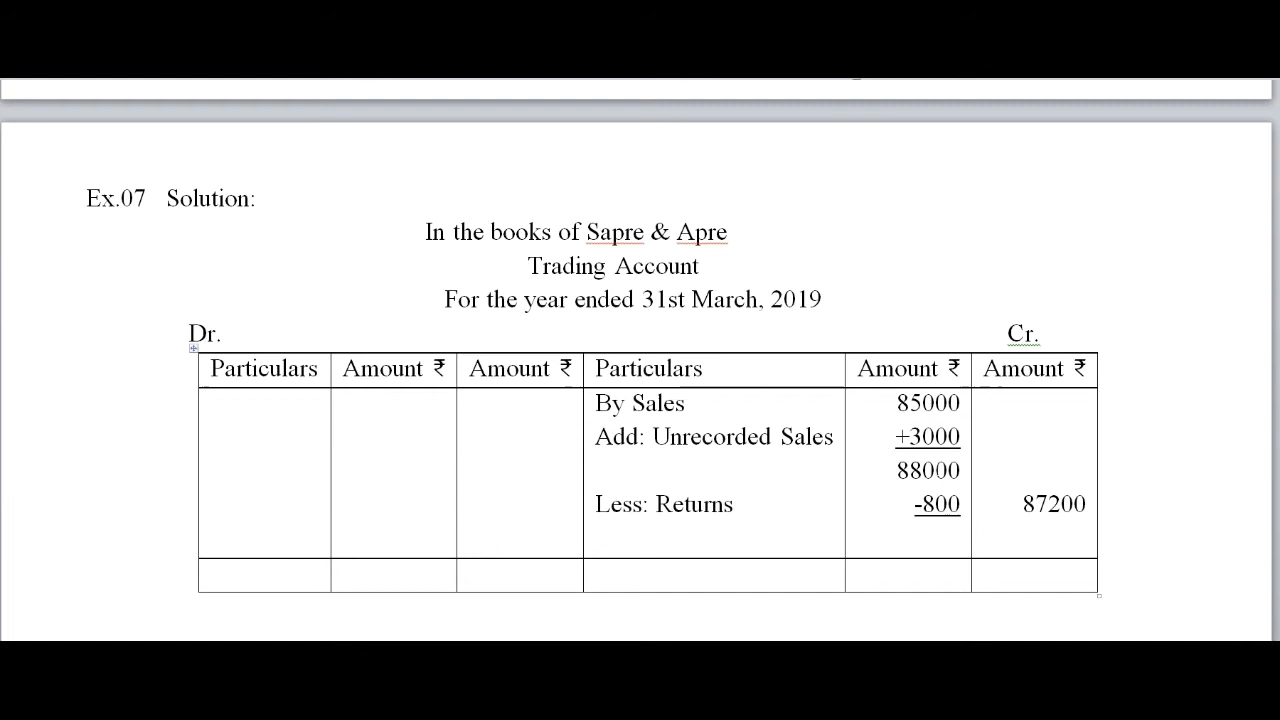 Ex.07 Solution:
In the books of Sapre & Apre
Trading Account
For the year ended 31st March, 2019
Dr. Cr.
Particulars Amount ₹ Amount ₹ Particulars Amount ₹ Amount ₹
By Sales 85000
Add: Unrecorded Sales +3000
88000
Less: Returns -800 87200